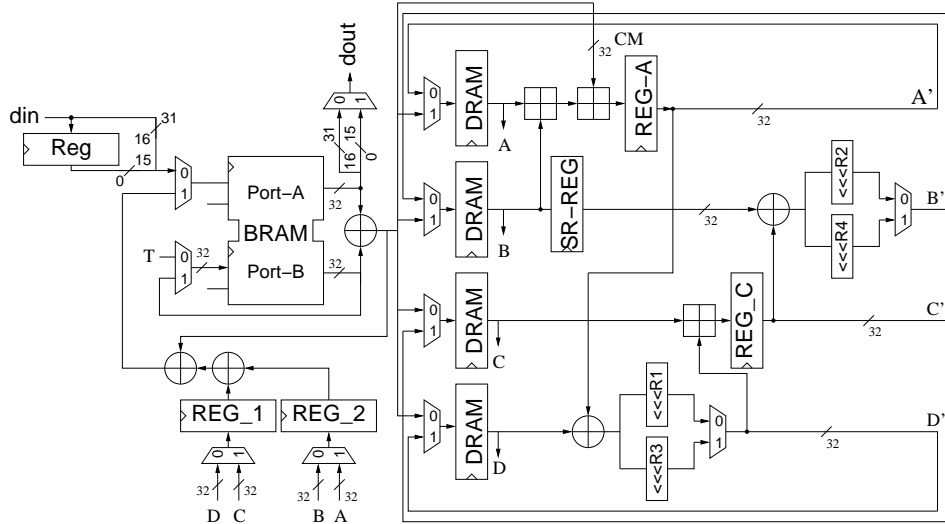 dout
CM
32
0 1
din
31
16
15
0
Reg
31
16
15
0
0
1
Port-A
32
BRAM
Port-B
32
T
0
1
32
0
1
DRAM
A
REG-A
32
A'
0
1
DRAM
B
SR-REG
32
<<<R2
<<<R4
0
1
B'
0
1
DRAM
C
REG_C
32
C'
0
1
DRAM
D
<<<R1
<<<R3
0
1
32
D'
REG_1
REG_2
0 1
0 1
32
32
32
32
D
C
B
A